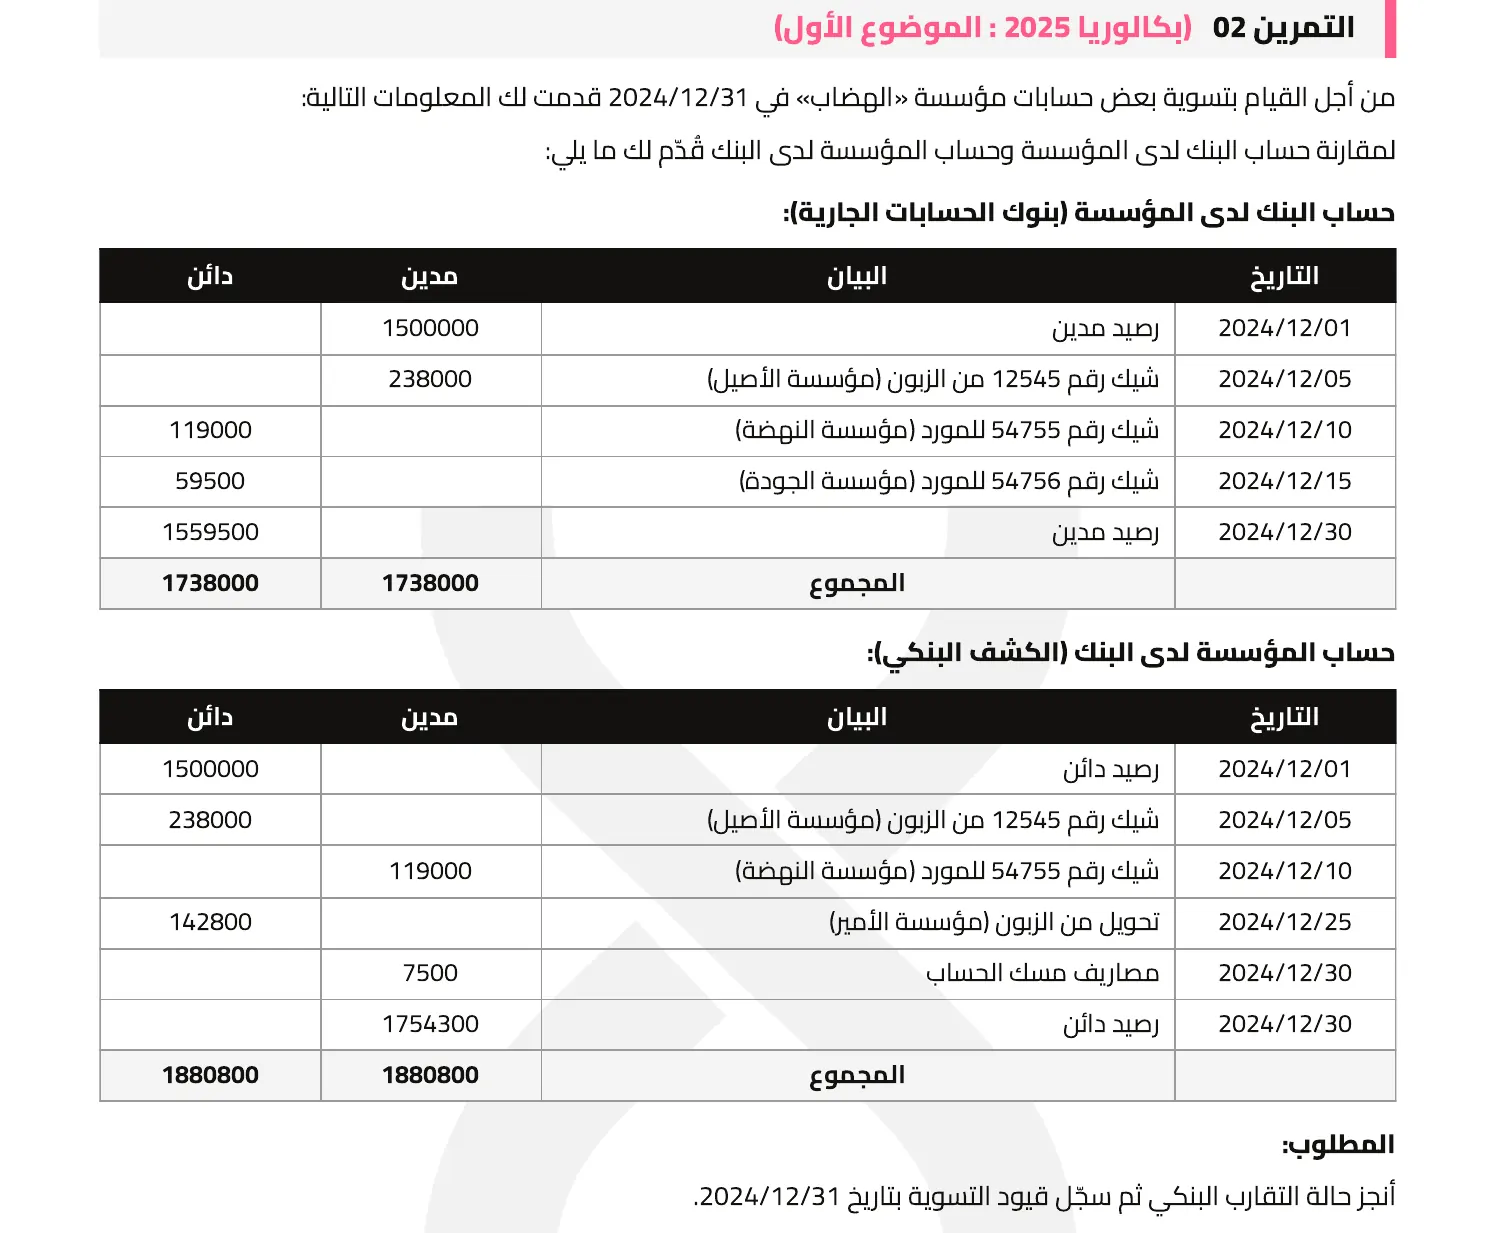 التمرين 02 (بكالوريا 2025 : الموضوع الأول)
من أجل القيام بتسوية بعض حسابات مؤسسة «الهضاب» في 2024/12/31 قدمت لك المعلومات التالية:
لمقارنة حساب البنك لدى المؤسسة وحساب المؤسسة لدى البنك قُدّم لك ما يلي:
حساب البنك لدى المؤسسة (بنوك الحسابات الجارية):
التاريخ البيان مدين دائن
2024/12/01 رصيد مدين 1500000
2024/12/05 شيك رقم 12545 من الزبون (مؤسسة الأصيل) 238000
2024/12/10 شيك رقم 54755 للمورد (مؤسسة النهضة) 119000
2024/12/15 شيك رقم 54756 للمورد (مؤسسة الجودة) 59500
2024/12/30 رصيد مدين 1559500
المجموع 1738000 1738000
حساب المؤسسة لدى البنك (الكشف البنكي):
التاريخ البيان مدين دائن
2024/12/01 رصيد دائن 1500000
2024/12/05 شيك رقم 12545 من الزبون (مؤسسة الأصيل) 238000
2024/12/10 شيك رقم 54755 للمورد (مؤسسة النهضة) 119000
2024/12/25 تحويل من الزبون (مؤسسة الأمير) 142800
2024/12/30 مصاريف مسك الحساب 7500
2024/12/30 رصيد دائن 1754300
المجموع 1880800 1880800
المطلوب:
أنجز حالة التقارب البنكي ثم سجّل قيود التسوية بتاريخ 2024/12/31.